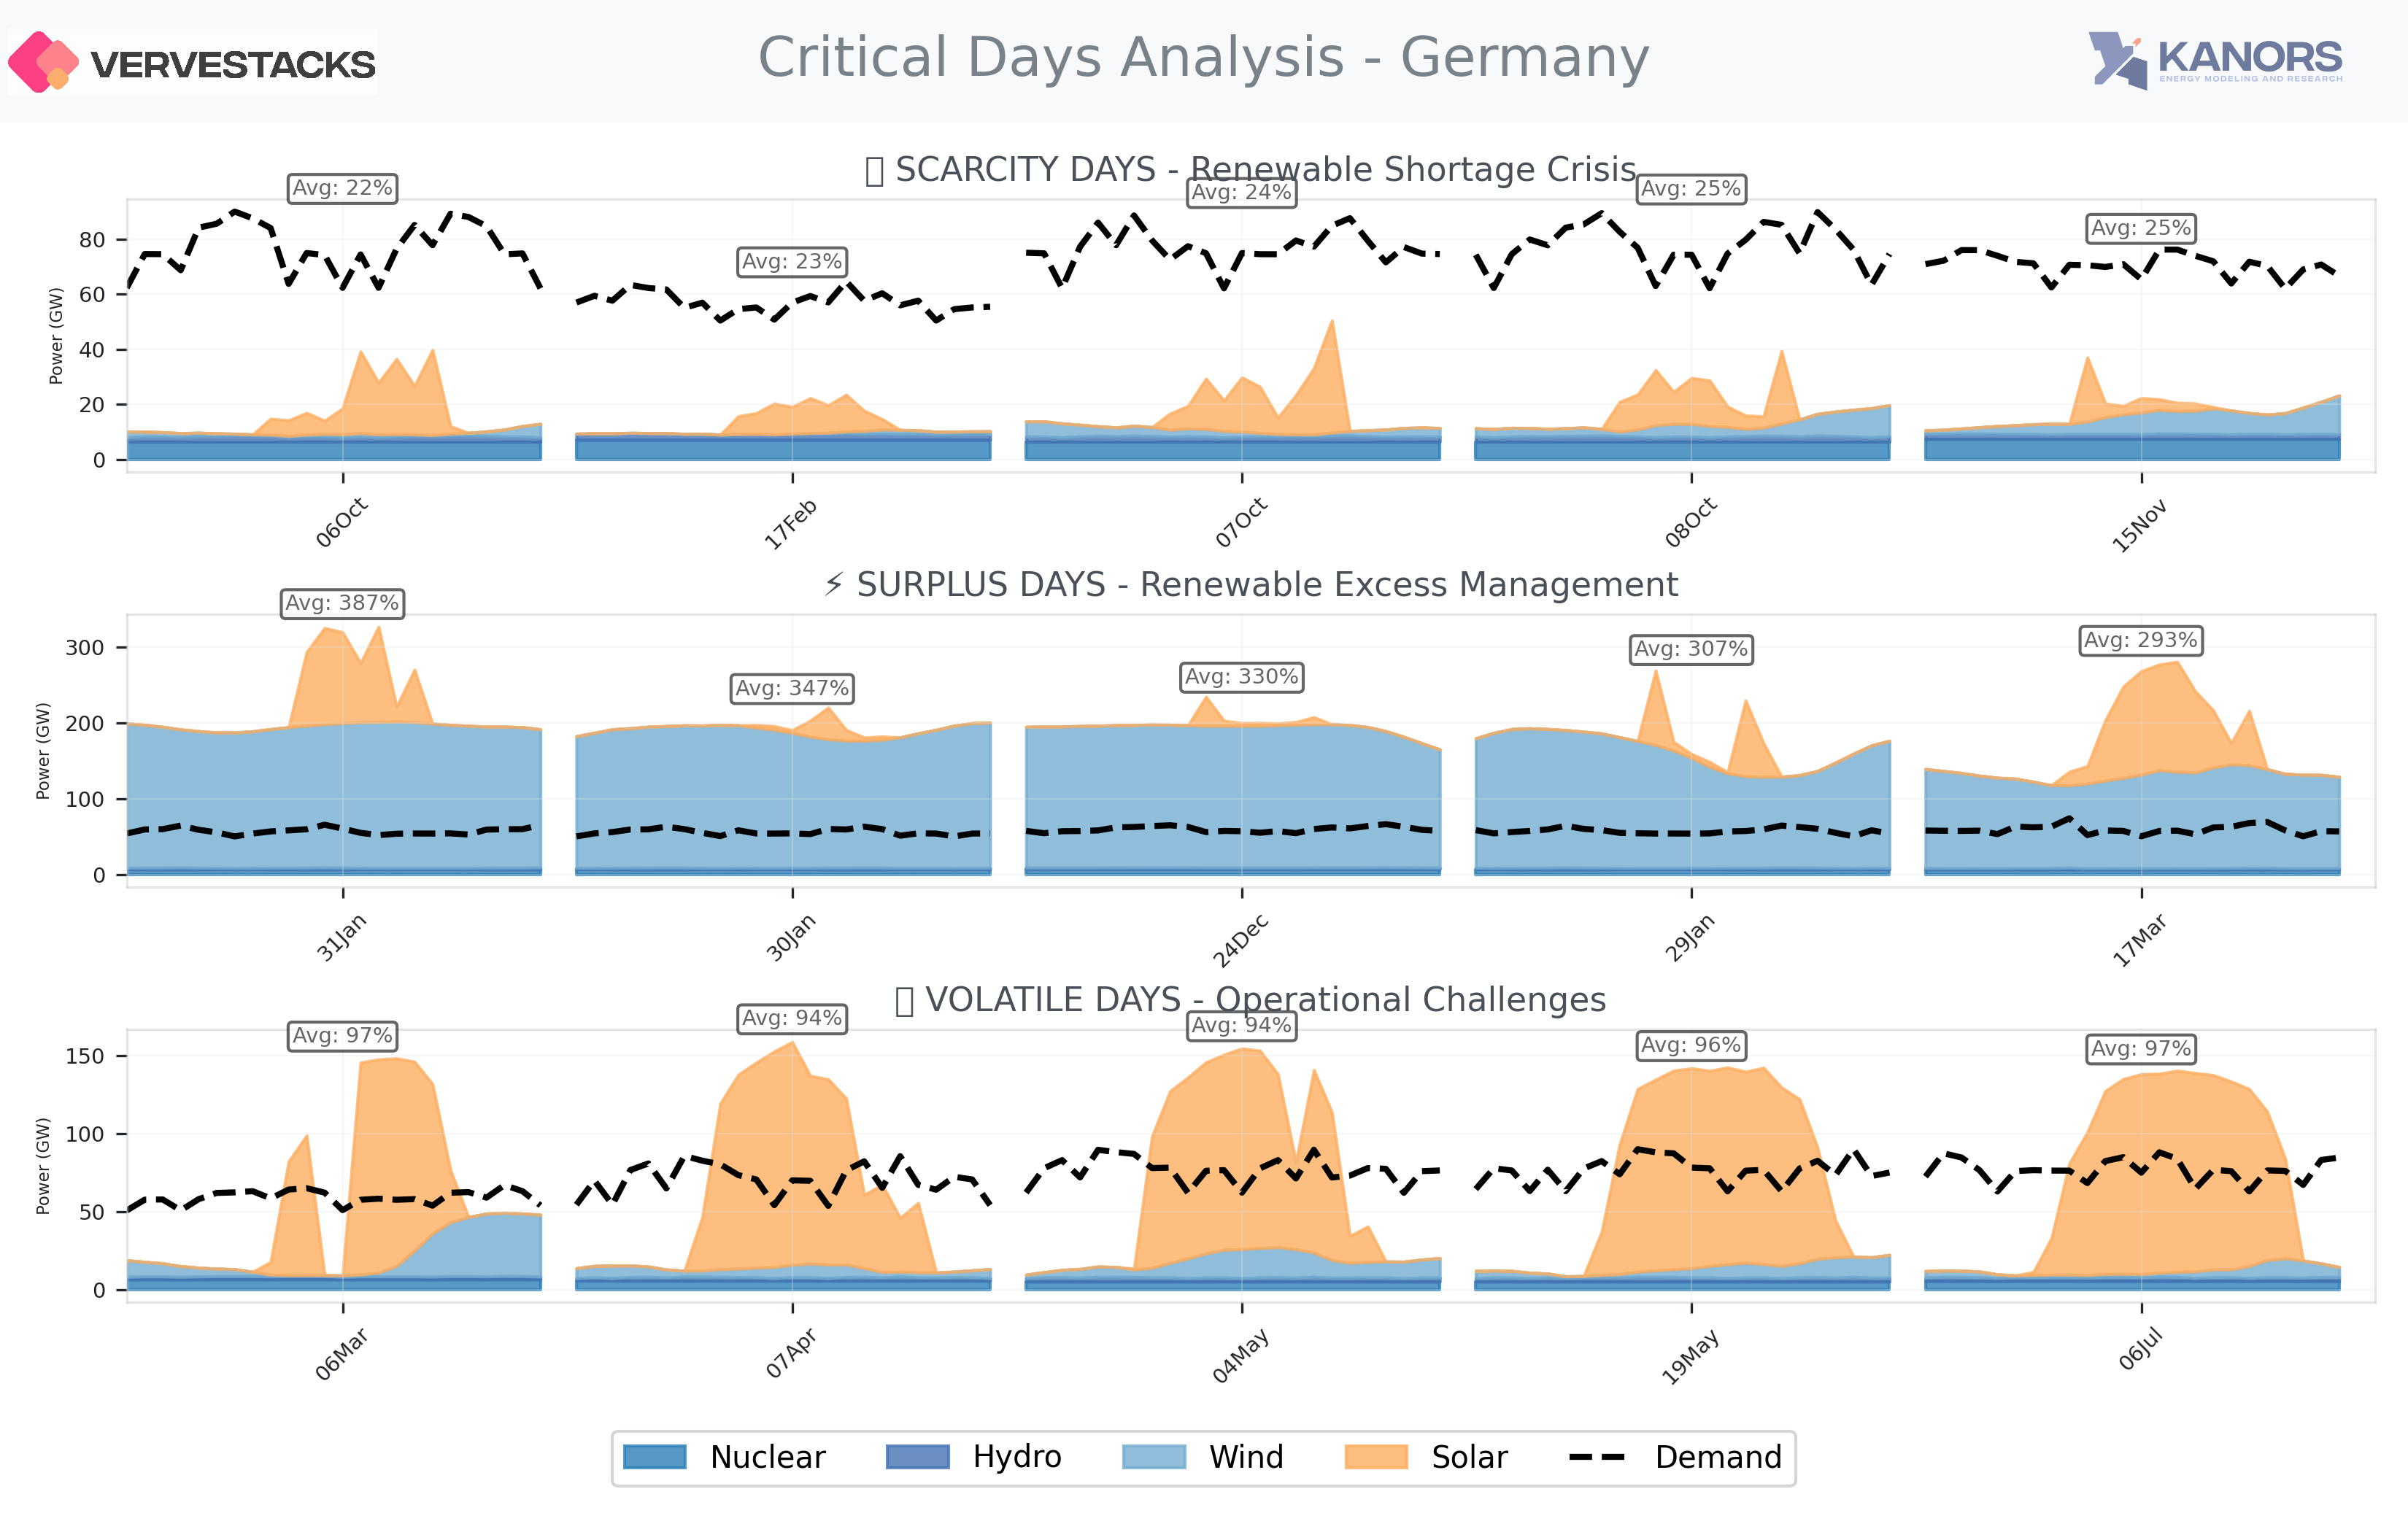 VERVESTACKS
Critical Days Analysis - Germany
KANORS
ENERGY MODELING AND RESEARCH
SCARCITY DAYS - Renewable Shortage Crisis
Avg: 22%
Avg: 23%
Avg: 24%
Avg: 25%
Avg: 25%
Power (GW)
80
60
40
20
0
06Oct
17Feb
07Oct
08Oct
15Nov
⚡ SURPLUS DAYS - Renewable Excess Management
Avg: 387%
Avg: 347%
Avg: 330%
Avg: 307%
Avg: 293%
Power (GW)
300
200
100
0
31Jan
30Jan
24Dec
29Jan
17Mar
VOLATILE DAYS - Operational Challenges
Avg: 97%
Avg: 94%
Avg: 94%
Avg: 96%
Avg: 97%
Power (GW)
150
100
50
0
06Mar
07Apr
04May
19May
06Jul
Nuclear
Hydro
Wind
Solar
Demand